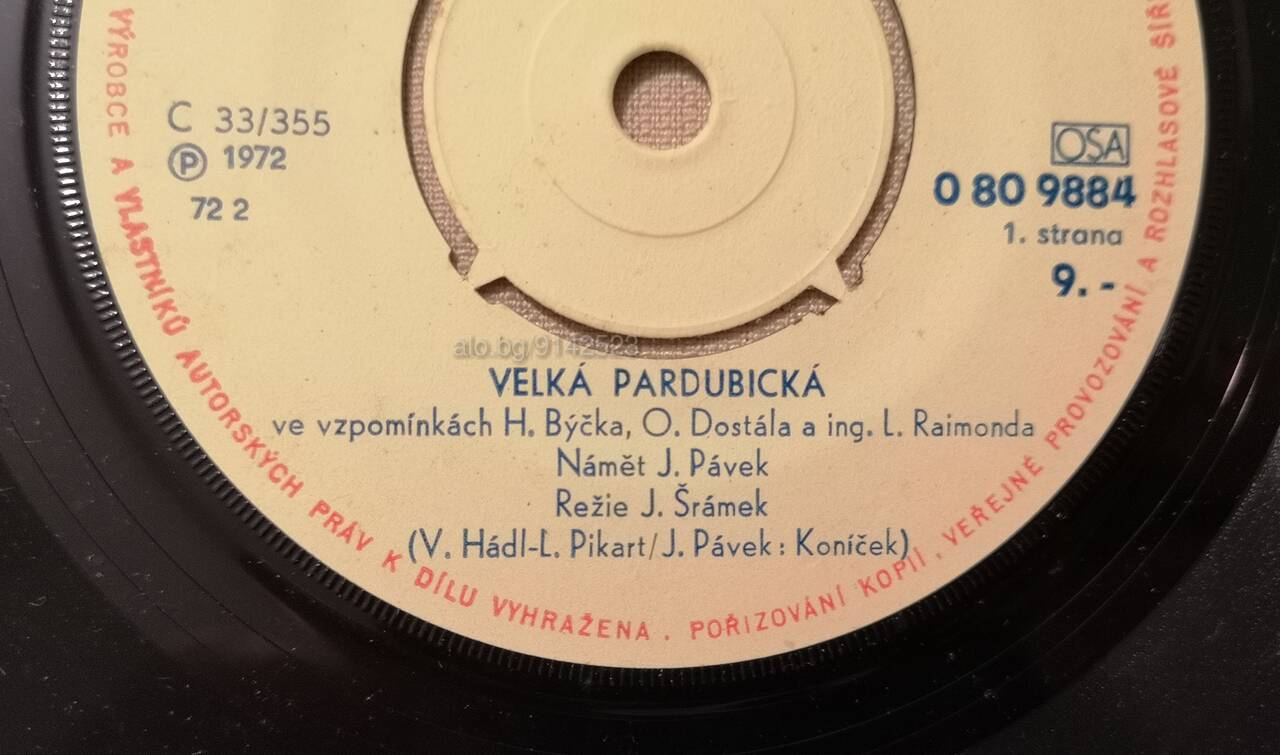 C 33/355
Ⓟ 1972
72 2
OSA
0 80 9884
1. strana
9.-
alo.bg/9142523
VELKÁ PARDUBICKÁ
ve vzpomínkách H. Býčka, O. Dostála a ing. L. Raimonda
Námět J. Pávek
Režie J. Šrámek
(V. Hádl-L. Pikart/J. Pávek: Koníček)
VÝROBCE A VLASTNÍKŮ AUTORSKÝCH PRÁV K DÍLU VYHRAŽENA. POŘIZOVÁNÍ KOPIÍ, VEŘEJNÉ PROVOZOVÁNÍ A ROZHLASOVÉ